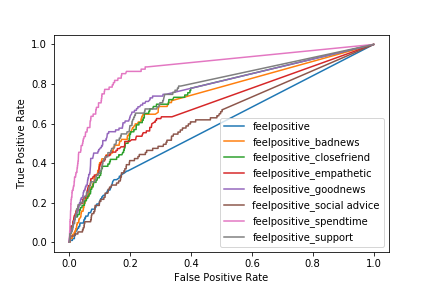 1.0
0.8
0.6
0.4
0.2
0.0
True Positive Rate
0.0 0.2 0.4 0.6 0.8 1.0
False Positive Rate
feelpositive
feelpositive_badnews
feelpositive_closefriend
feelpositive_empathetic
feelpositive_goodnews
feelpositive_social advice
feelpositive_spendtime
feelpositive_support